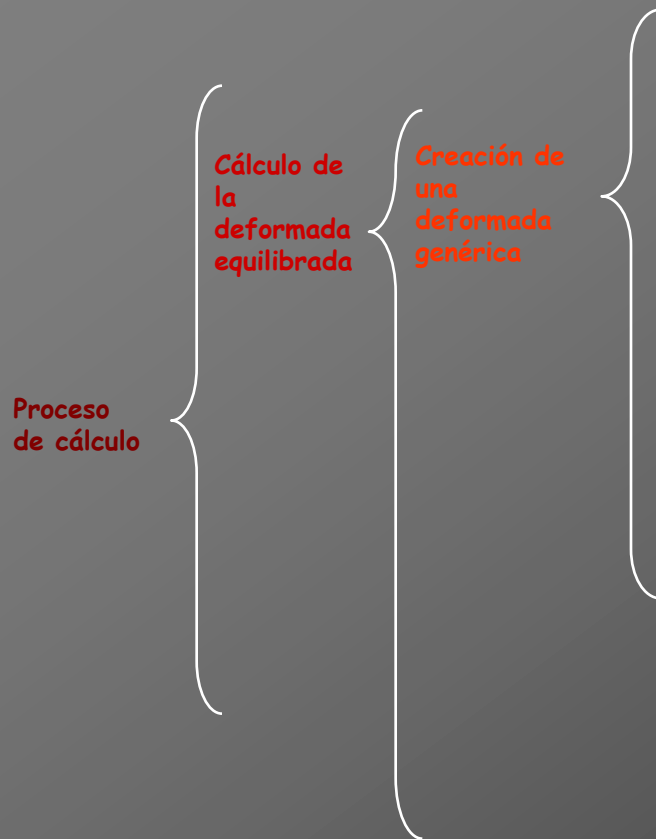 Proceso
de cálculo
Cálculo de
la
deformada
equilibrada
Creación de
una
deformada
genérica